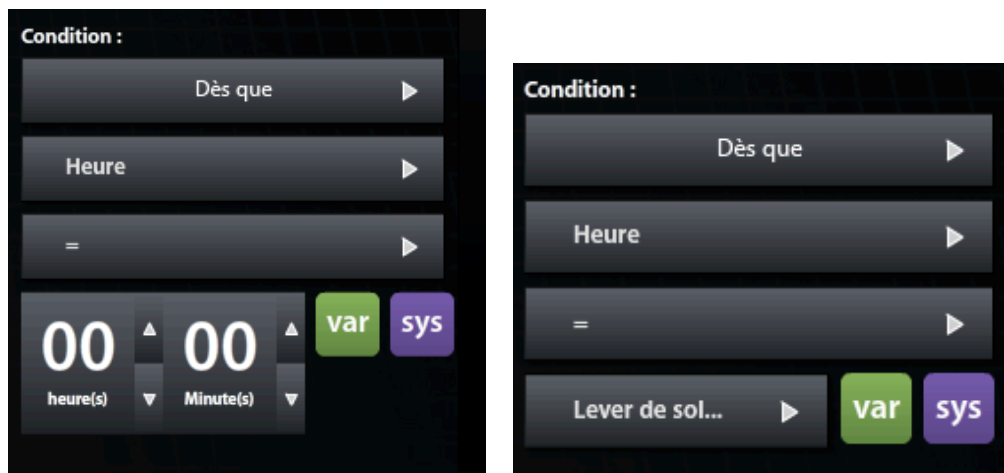 Condition :
Dès que
Heure
=
00 00 var sys
heure(s) Minute(s)
Condition :
Dès que
Heure
=
Lever de sol... var sys